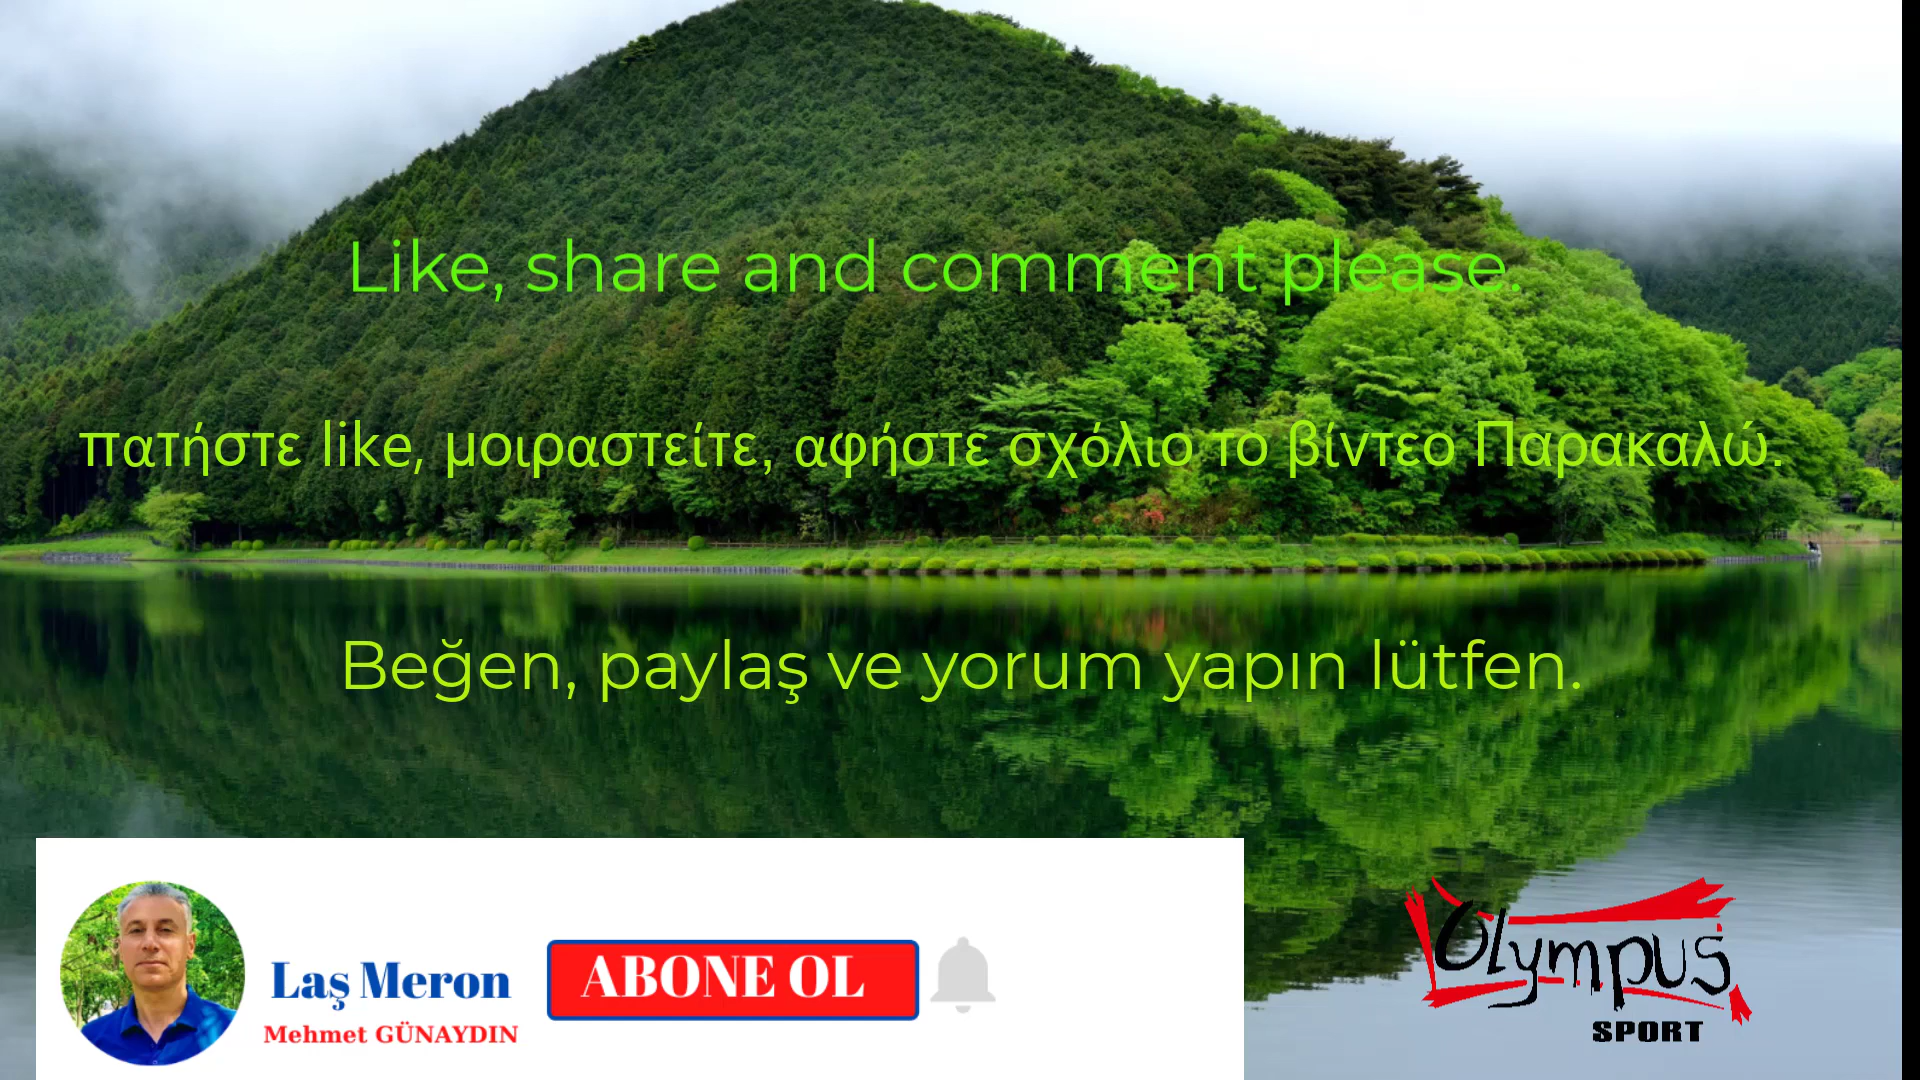 Like, share and comment please.
πατήστε like, μοιραστείτε, αφήστε σχόλιο το βίντεο Παρακαλώ.
Beğen, paylaş ve yorum yapın lütfen.
Laş Meron
Mehmet GÜNAYDIN
ABONE OL
Olympus
SPORT